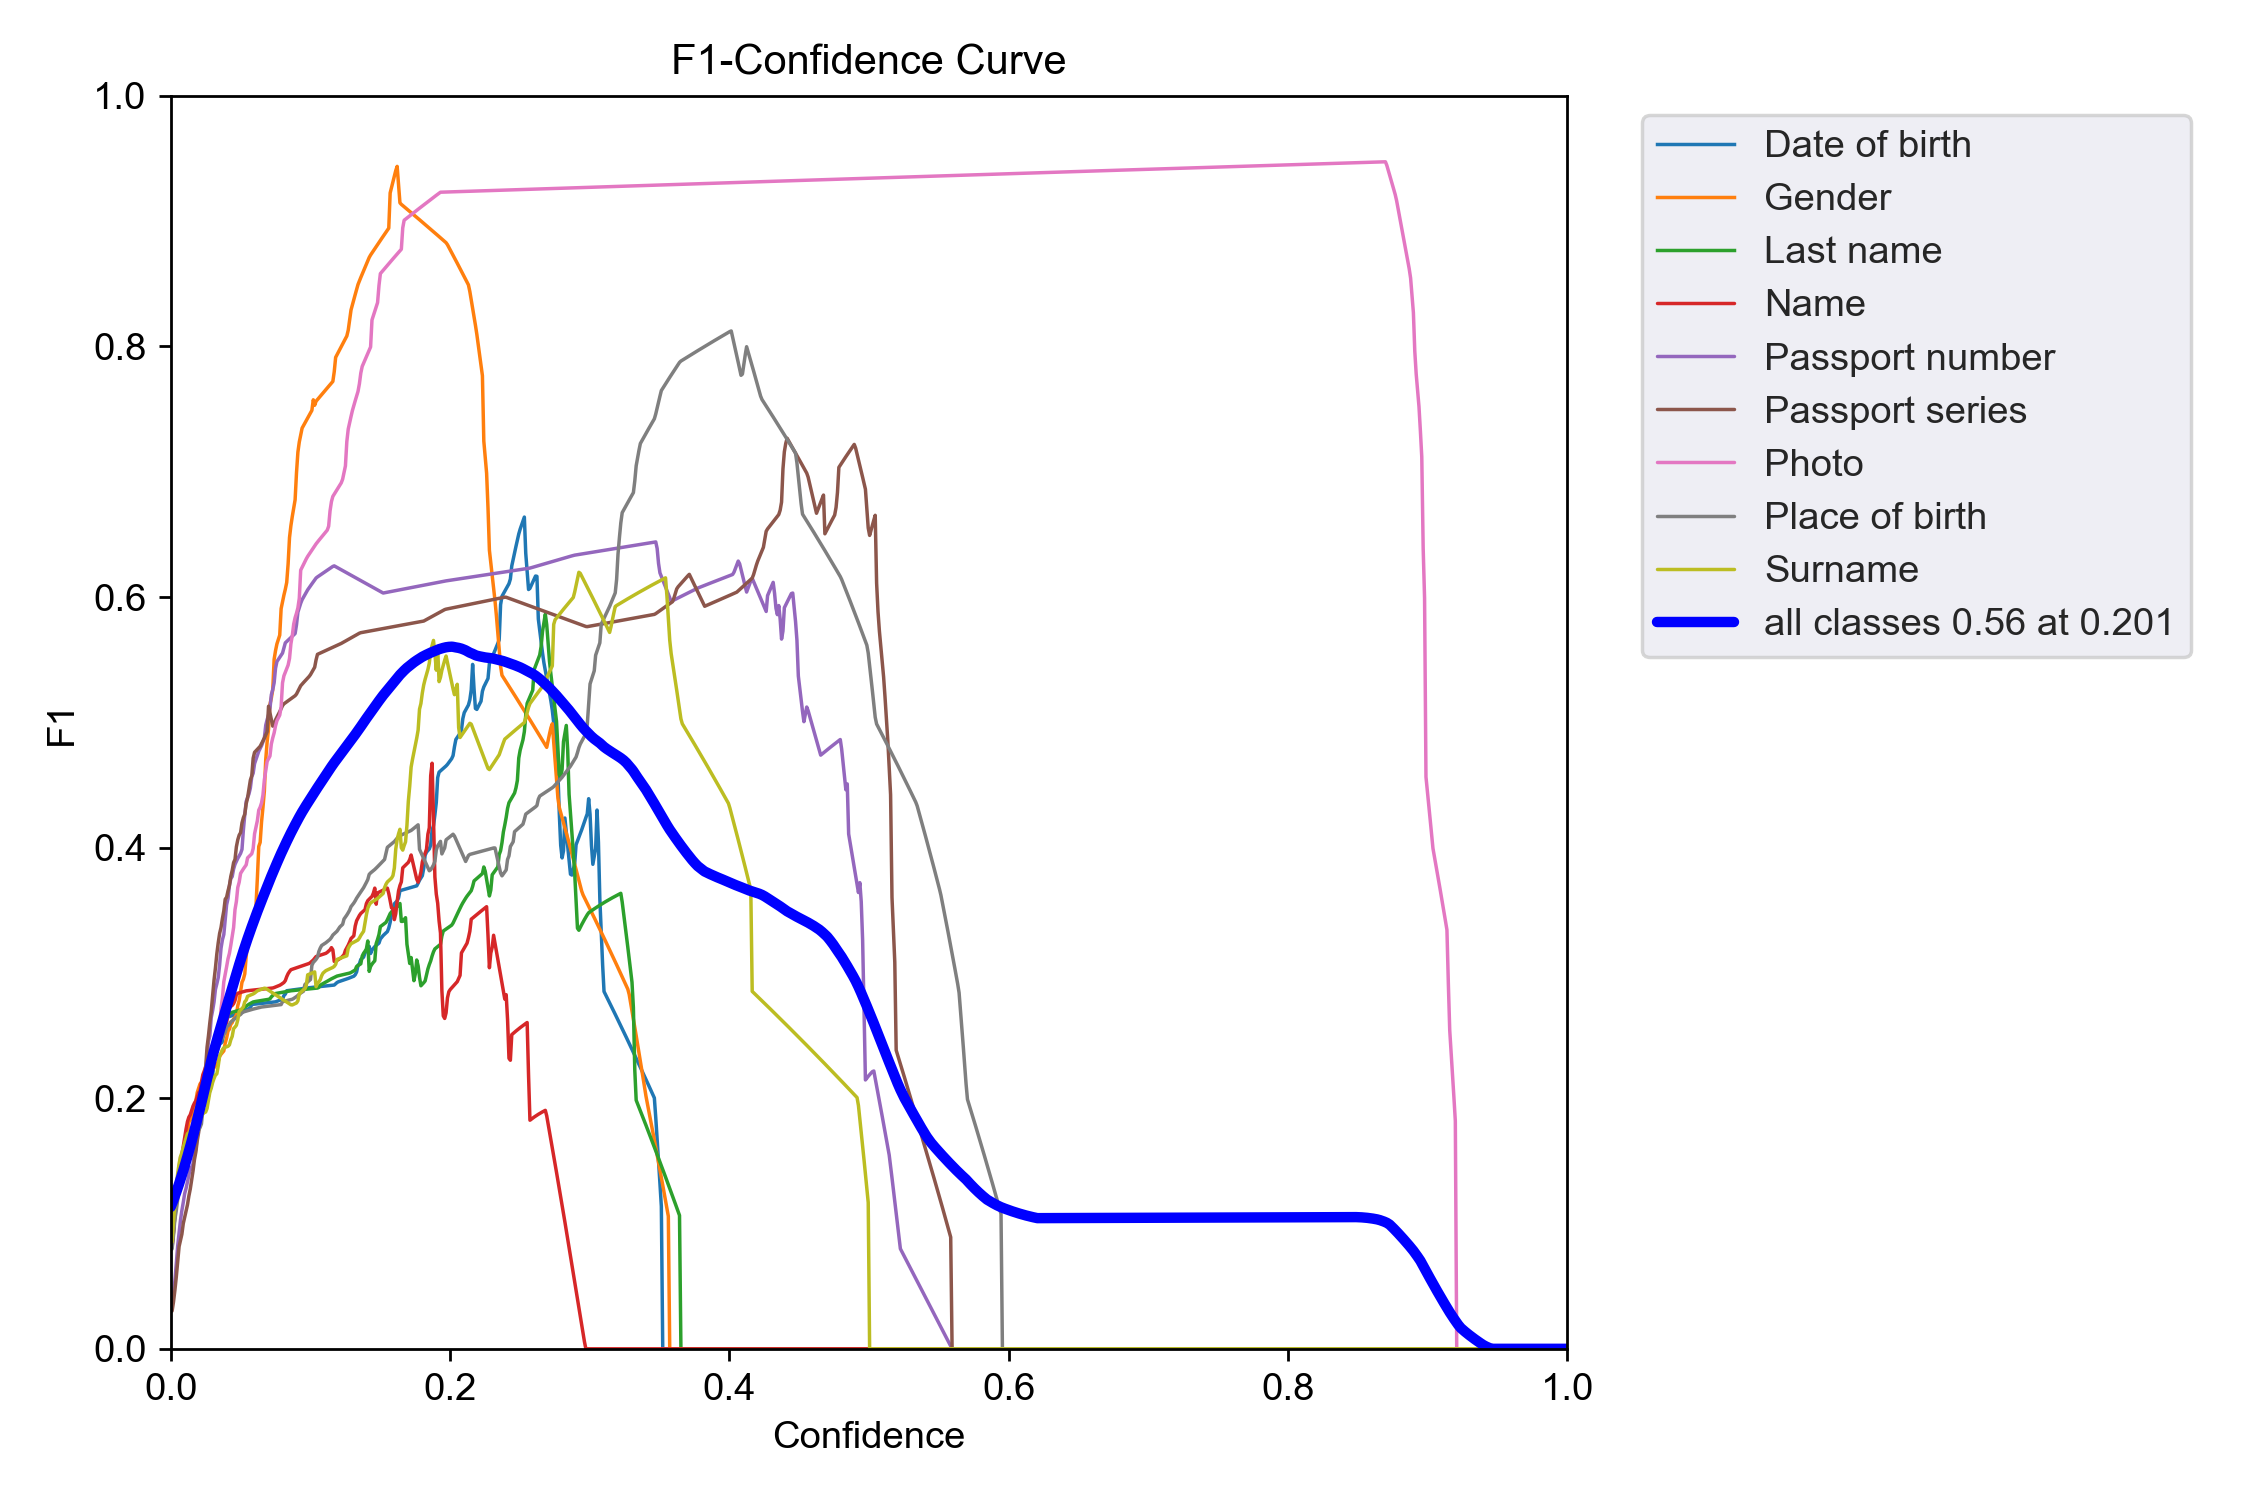 F1-Confidence Curve
1.0
0.8
0.6
0.4
0.2
0.0
F1
0.0 0.2 0.4 0.6 0.8 1.0
Confidence
Date of birth
Gender
Last name
Name
Passport number
Passport series
Photo
Place of birth
Surname
all classes 0.56 at 0.201